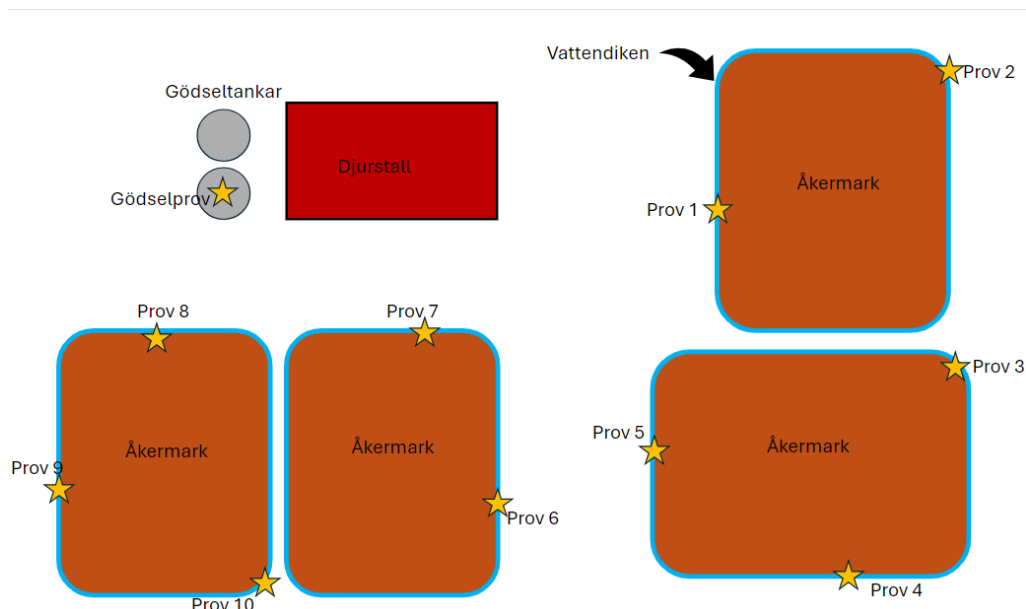 Vattendiken
Prov 2
Gödseltankar
Djurstall
Åkermark
Gödselprov
Prov 1
Prov 8
Prov 7
Prov 3
Prov 5
Åkermark
Åkermark
Åkermark
Prov 9
Prov 6
Prov 4
Prov 10